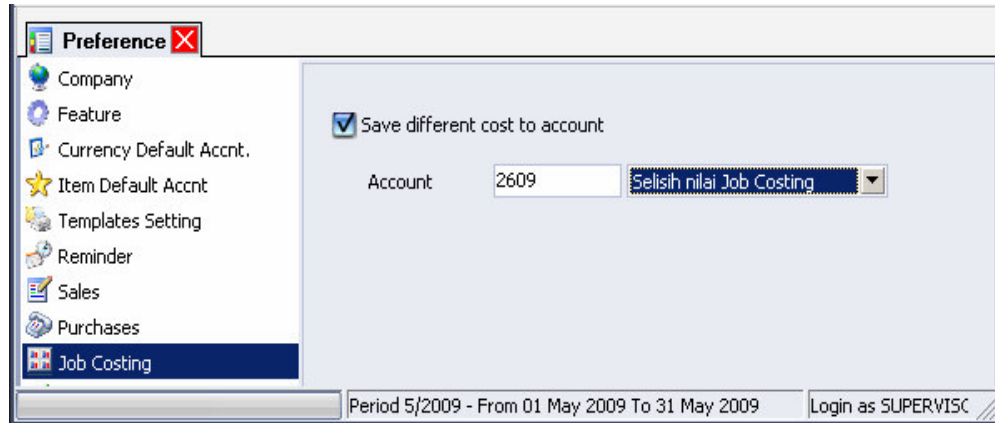 Preference
Company
Feature
Currency Default Accnt.
Item Default Accnt
Templates Setting
Reminder
Sales
Purchases
Job Costing
Save different cost to account
Account 2609 Selisih nilai Job Costing
Period 5/2009 - From 01 May 2009 To 31 May 2009 Login as SUPERVISC